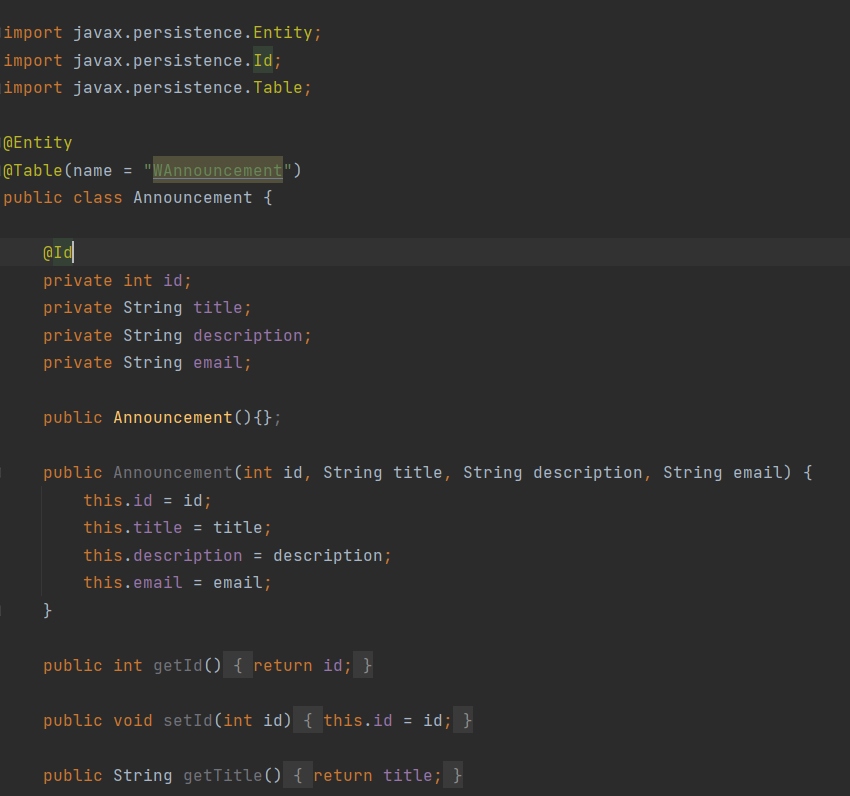 import javax.persistence.Entity;
import javax.persistence.Id;
import javax.persistence.Table;
@Entity
@Table(name = "WAnnouncement")
public class Announcement {
@Id
private int id;
private String title;
private String description;
private String email;
public Announcement(){};
public Announcement(int id, String title, String description, String email) {
this.id = id;
this.title = title;
this.description = description;
this.email = email;
}
public int getId() { return id; }
public void setId(int id) { this.id = id; }
public String getTitle() { return title; }